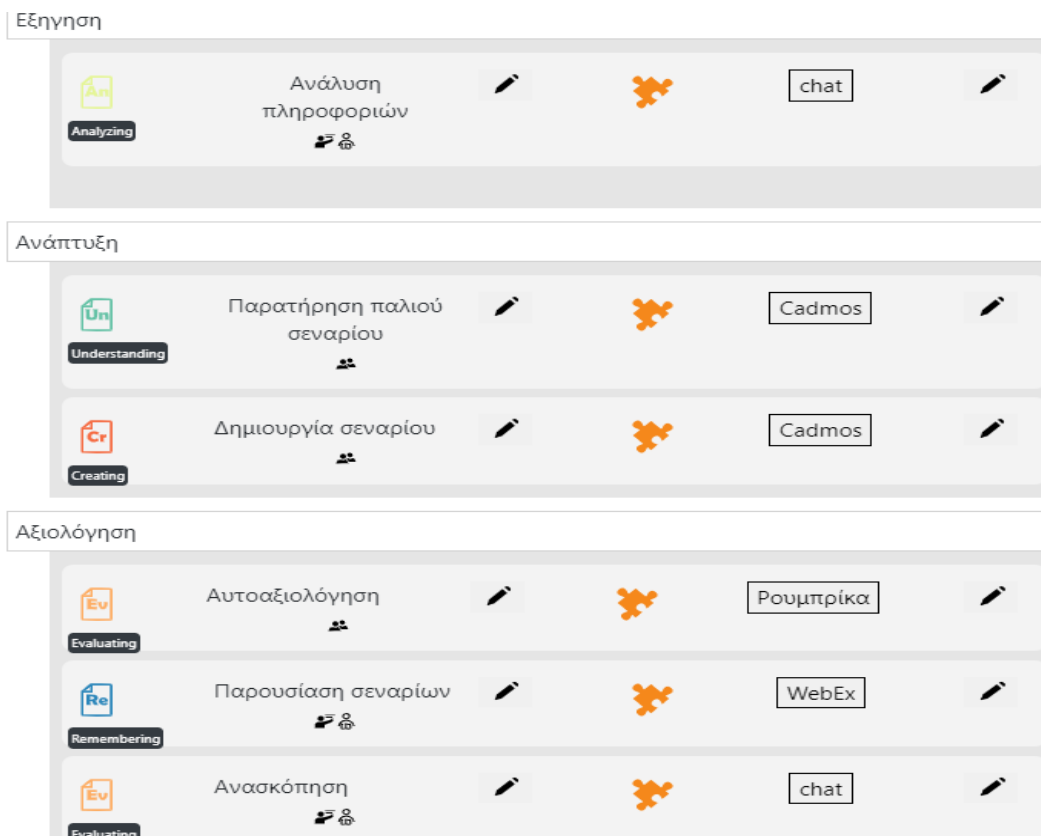 Εξηγηση
An
Analyzing
Ανάλυση
πληροφοριών
chat
Ανάπτυξη
Un
Understanding
Παρατήρηση παλιού
σεναρίου
Cadmos
Cr
Creating
Δημιουργία σεναρίου
Cadmos
Αξιολόγηση
Ev
Evaluating
Αυτοαξιολόγηση
Ρουμπρίκα
Re
Remembering
Παρουσίαση σεναρίων
WebEx
Ev
Evaluating
Ανασκόπηση
chat